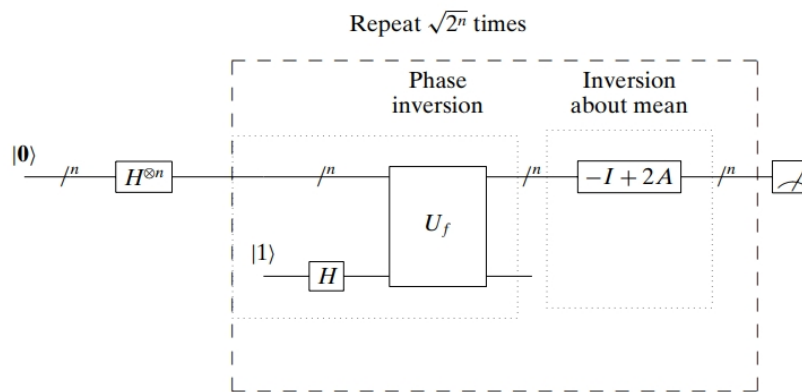 Repeat √2ⁿ times
Phase inversion
Inversion about mean
|0⟩
n
H⊗n
n
U_f
n
−I + 2A
n
|1⟩
H